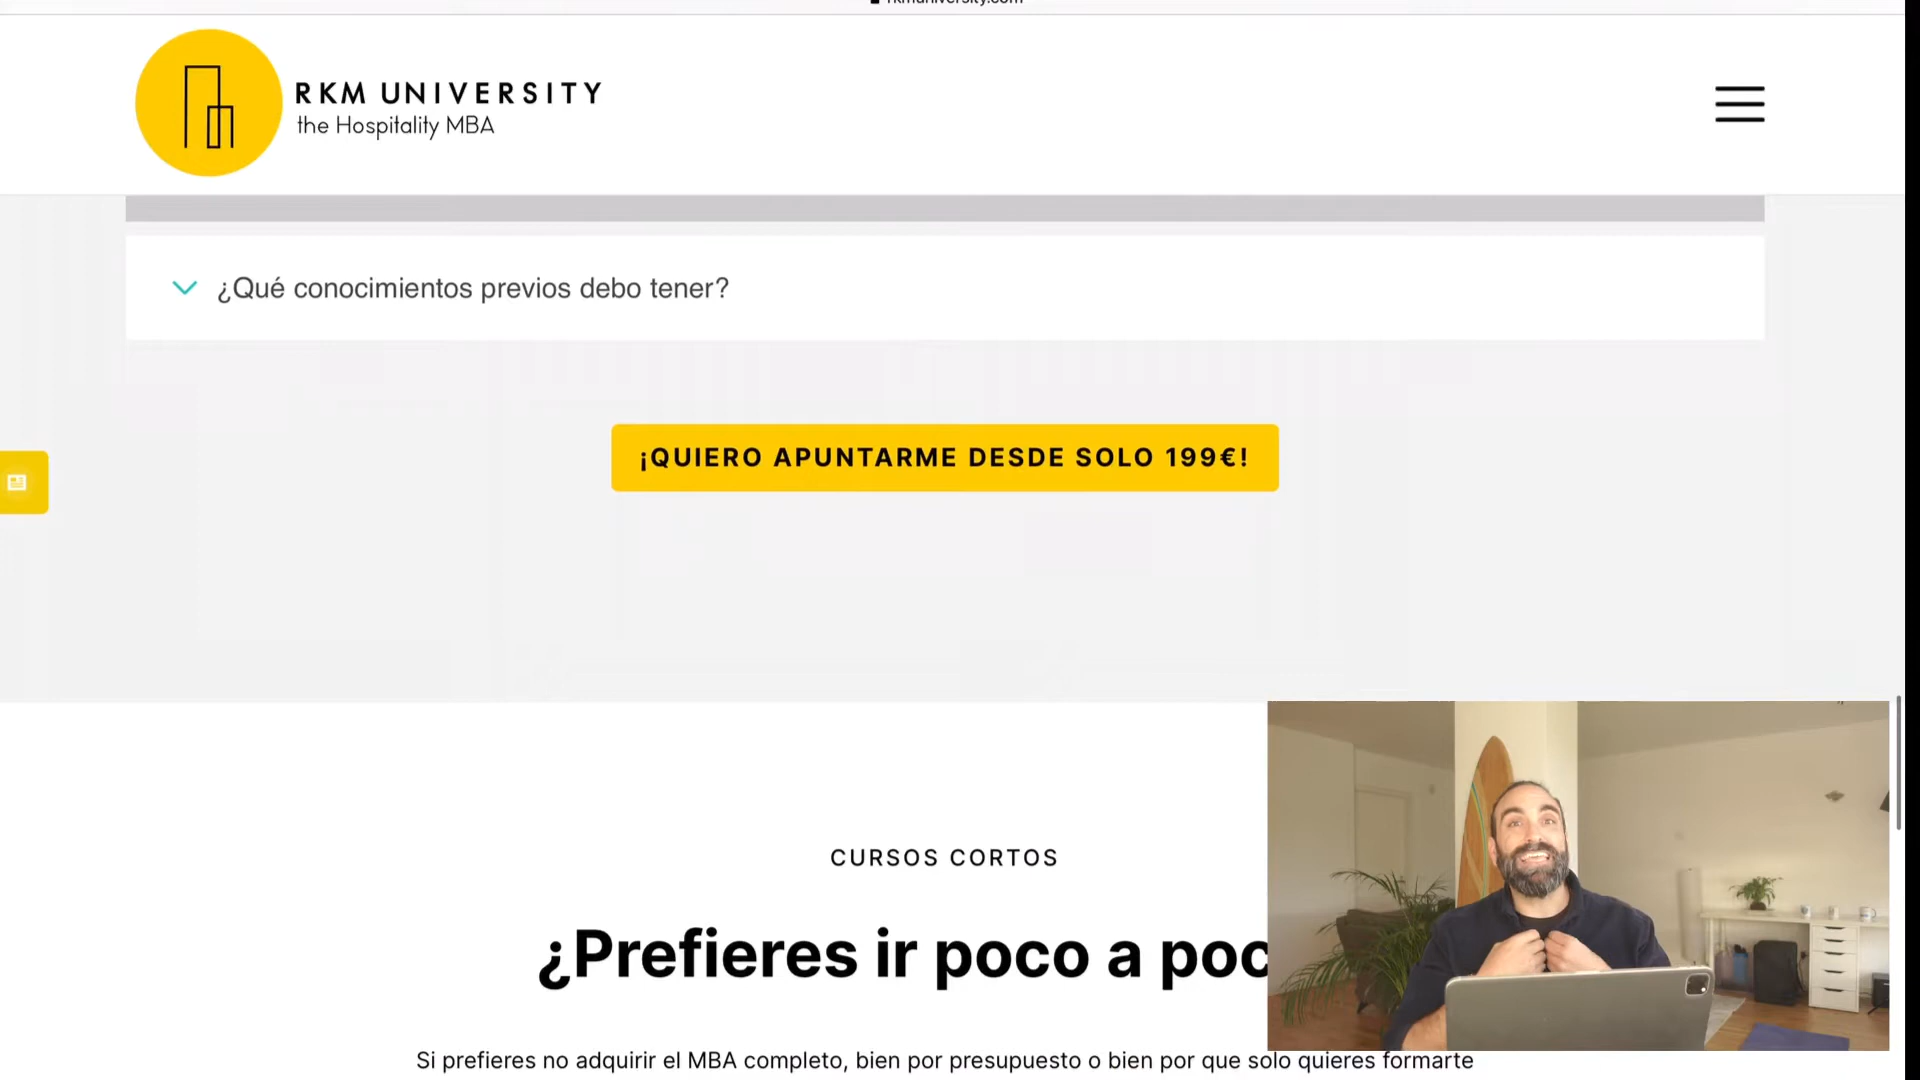 RKM UNIVERSITY
the Hospitality MBA
¿Qué conocimientos previos debo tener?
¡QUIERO APUNTARME DESDE SOLO 199€!
CURSOS CORTOS
¿Prefieres ir poco a poc
Si prefieres no adquirir el MBA completo, bien por presupuesto o bien por que solo quieres formarte